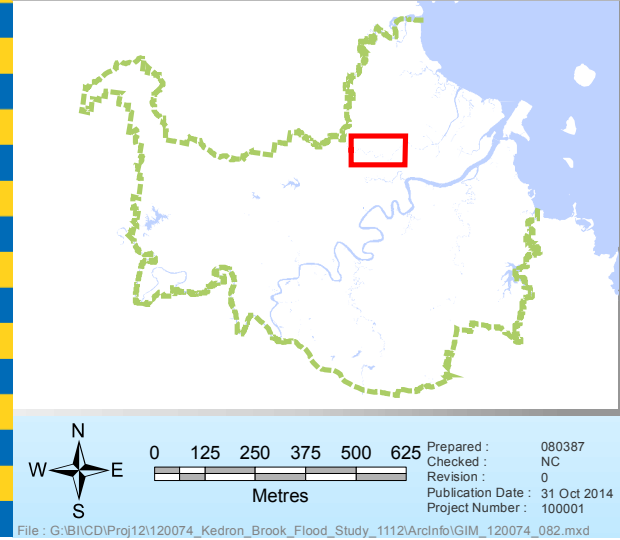 N
W E
S
0 125 250 375 500 625
Metres
Prepared : 080387
Checked : NC
Revision : 0
Publication Date : 31 Oct 2014
Project Number : 100001
File : G:\BI\CD\Proj12\120074_Kedron_Brook_Flood_Study_1112\ArcInfo\GIM_120074_082.mxd